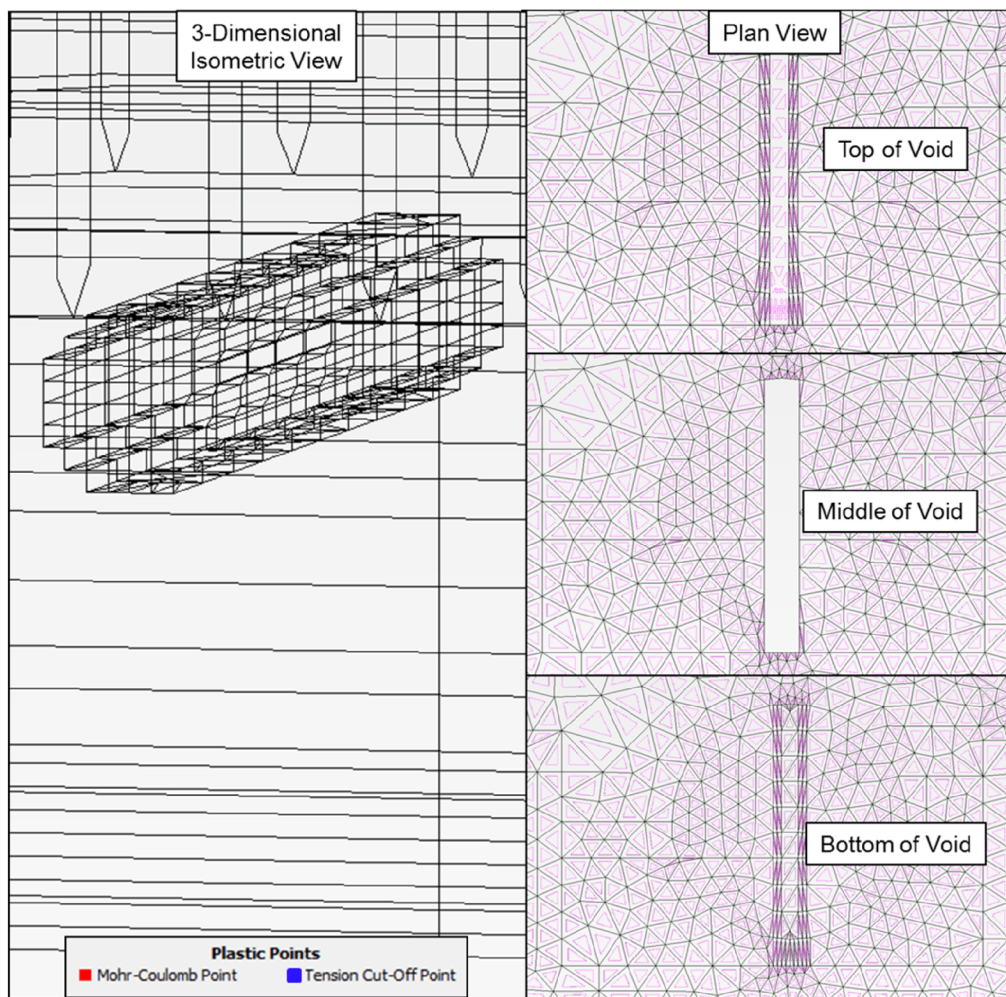 3-Dimensional
Isometric View
Plan View
Top of Void
Middle of Void
Bottom of Void
Plastic Points
Mohr-Coulomb Point
Tension Cut-Off Point